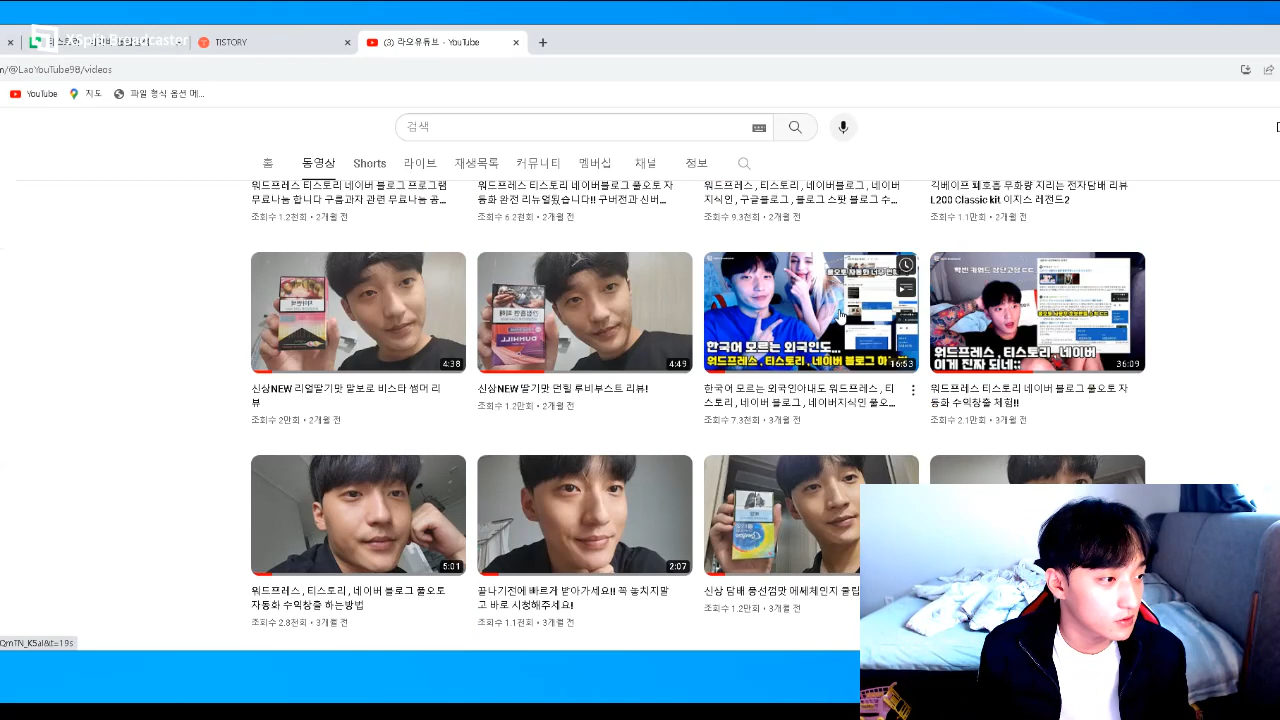 XSplit Broadcaster
TISTORY
(3) 라오유튜브 - YouTube
n/@LaoYouTube98/videos
YouTube
지도
파일 형식 옵션 메...
검색
홈
동영상
Shorts
라이브
재생목록
커뮤니티
멤버십
채널
정보
워드프레스 티스토리 네이버 블로그 프로그램
무료나눔 합니다 구름과자 관련 무료나눔 공...
조회수 1.2천회 • 2개월 전
워드프레스 , 티스토리 , 네이버블로그 풀오토 자
동화 완전 리뉴얼됐습니다!! 구버전과 신버...
조회수 6.2천회 • 2개월 전
워드프레스 , 티스토리 , 네이버블로그 , 네이버
지식인 , 구글블로그 , 블로그 스팟 블로그 수...
조회수 9.3천회 • 2개월 전
긱베이프 폐호흡 무화량 지리는 전자담배 리뷰
L200 Classic kit 이지스 레전드2
조회수 1.1만회 • 2개월 전
4:38
신상NEW 리얼딸기맛 말보로 비스타 썸머 리
뷰
조회수 2만회 • 2개월 전
4:49
신상NEW 딸기맛 던힐 루비부스트 리뷰!
조회수 1.2만회 • 2개월 전
한국어 모르는 외국인도...
16:53
한국어 모르는 외국인아내도 워드프레스 , 티
스토리 , 네이버 블로그 , 네이버지식인 풀오...
조회수 7.3천회 • 3개월 전
워드프레스 , 티스토리 , 네이버
이게 진짜 되네::
36:09
워드프레스 티스토리 네이버 블로그 풀오토 자
동화 수익창출 체험!!
조회수 2.1만회 • 3개월 전
5:01
워드프레스 , 티스토리 , 네이버 블로그 풀오토
자동화 수익창출 하는방법
조회수 2.8천회 • 3개월 전
2:07
끝나기전에 빠르게 받아가세요!! 꼭 놓치지말
고 바로 시청해주세요!
조회수 1.1천회 • 3개월 전
신상 담배 풍선껌맛 에쎄체인지 쿨립
조회수 1.2만회 • 3개월 전
QmTN_K5aI&t=19s